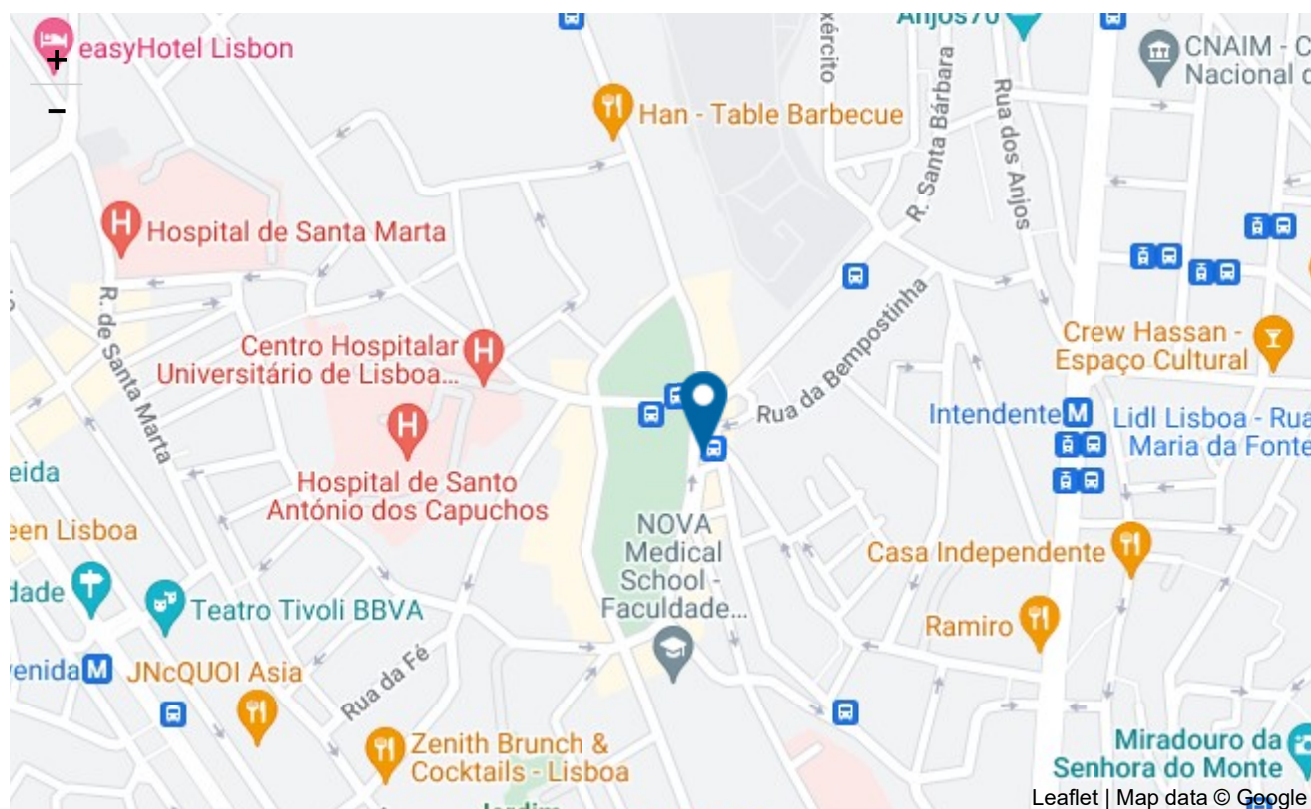 Anjos70
easyHotel Lisbon
+
−
CNAIM - C
Nacional d
xército
R. Santa Bárbara
Rua dos Anjos
Han - Table Barbecue
H
Hospital de Santa Marta
R. de Santa Marta
Centro Hospitalar
Universitário de Lisboa...
H
H
Hospital de Santo
António dos Capuchos
Rua da Bempostinha
Crew Hassan -
Espaço Cultural
Intendente M
Lidl Lisboa - Rua
Maria da Fonte
eida
een Lisboa
dade
Teatro Tivoli BBVA
NOVA
Medical
School -
Faculdade...
Casa Independente
Ramiro
venida M
JNcQUOI Asia
Rua da Fé
Zenith Brunch &
Cocktails - Lisboa
Miradouro da
Senhora do Monte
Jardim
Leaflet | Map data © Google